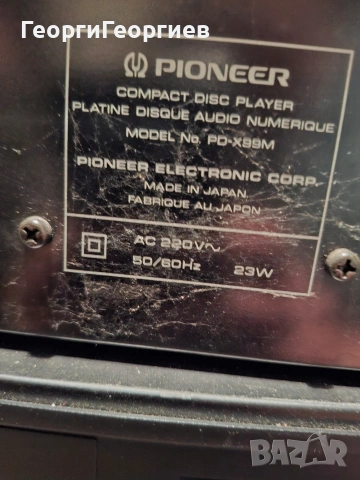 ГеоргиГеоргиев
PIONEER
COMPACT DISC PLAYER
PLATINE DISQUE AUDIO NUMERIQUE
MODEL No. PD-X99M
PIONEER ELECTRONIC CORP.
MADE IN JAPAN
FABRIQUE AU JAPON
AC 220V~
50/60Hz 23W
BAZAR